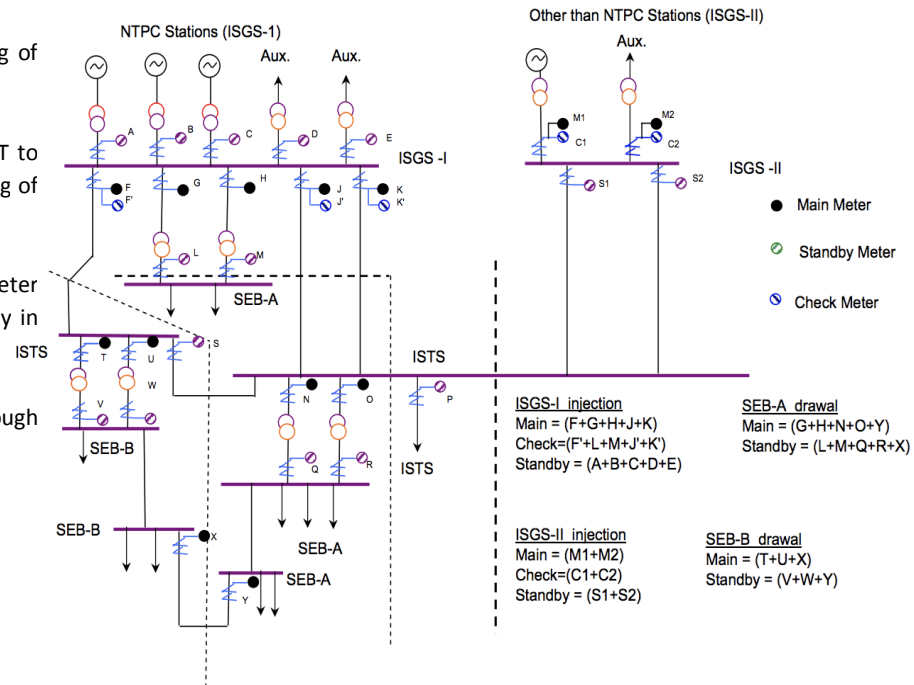 Other than NTPC Stations (ISGS-II)
NTPC Stations (ISGS-1)
g of
Aux.
Aux.
Aux.
A
B
C
D
E
M1
C1
M2
C2
T to
g of
ISGS -I
ISGS -II
F
F'
G
H
J
J'
K
K'
S1
S2
Main Meter
Standby Meter
Check Meter
L
M
eter
y in
SEB-A
ISTS
S
T
U
W
V
ough
ISTS
N
O
P
Q
R
ISTS
SEB-B
SEB-B
SEB-A
SEB-A
X
Y
ISGS-I injection
Main = (F+G+H+J+K)
Check=(F'+L+M+J'+K')
Standby = (A+B+C+D+E)
SEB-A drawal
Main = (G+H+N+O+Y)
Standby = (L+M+Q+R+X)
ISGS-II injection
Main = (M1+M2)
Check=(C1+C2)
Standby = (S1+S2)
SEB-B drawal
Main = (T+U+X)
Standby = (V+W+Y)